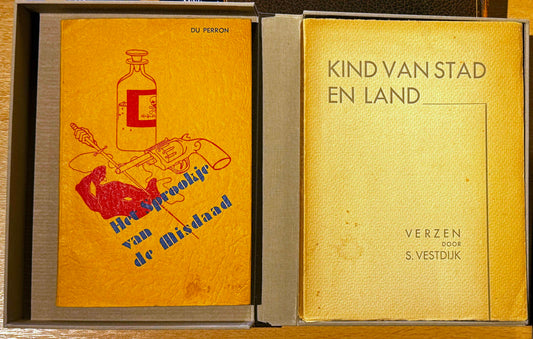 DU PERRON
Het Sprookje
van
de Misdaad
KIND VAN STAD
EN LAND
VERZEN
DOOR
S. VESTDIJK